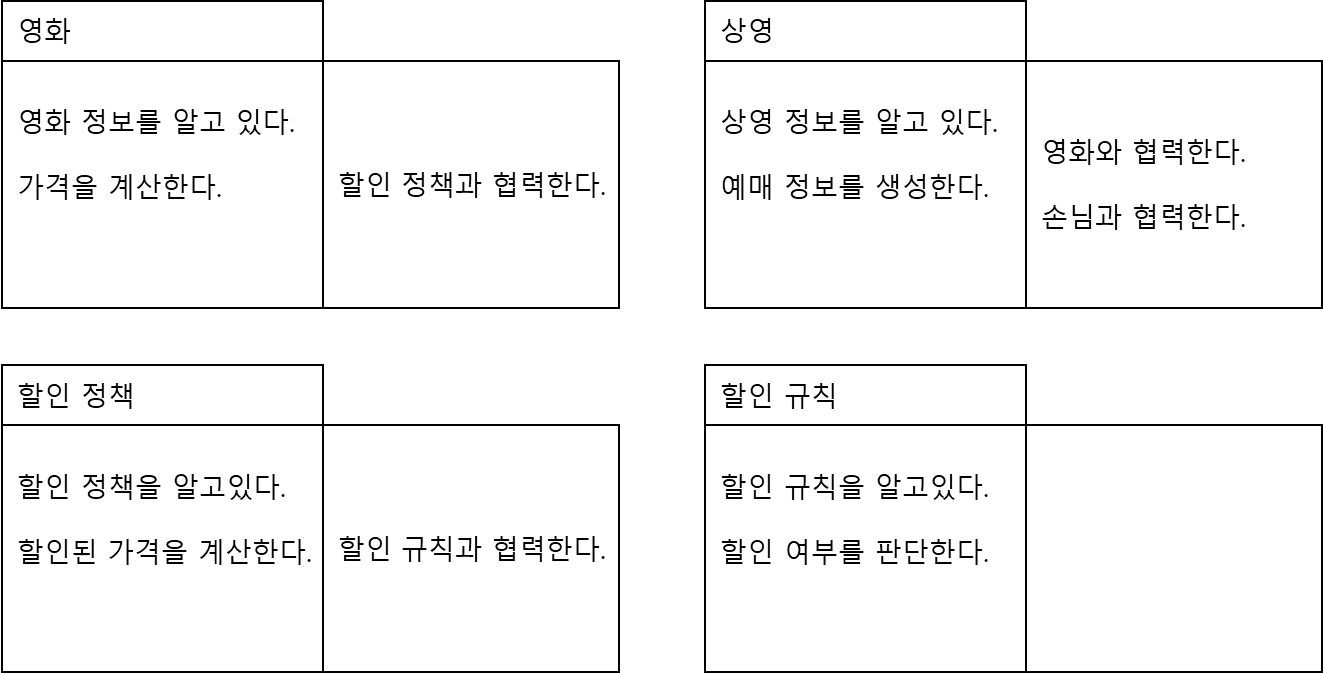 영화
영화 정보를 알고 있다.
가격을 계산한다.
할인 정책과 협력한다.
상영
상영 정보를 알고 있다.
예매 정보를 생성한다.
영화와 협력한다.
손님과 협력한다.
할인 정책
할인 정책을 알고있다.
할인된 가격을 계산한다.
할인 규칙과 협력한다.
할인 규칙
할인 규칙을 알고있다.
할인 여부를 판단한다.